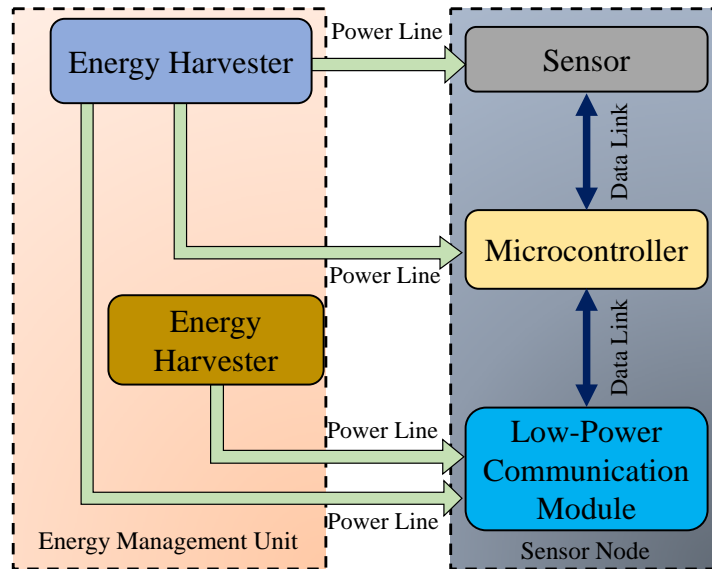 Power Line
Energy Harvester
Sensor
Data Link
Microcontroller
Power Line
Energy
Harvester
Data Link
Power Line
Low-Power
Communication
Module
Power Line
Energy Management Unit
Sensor Node